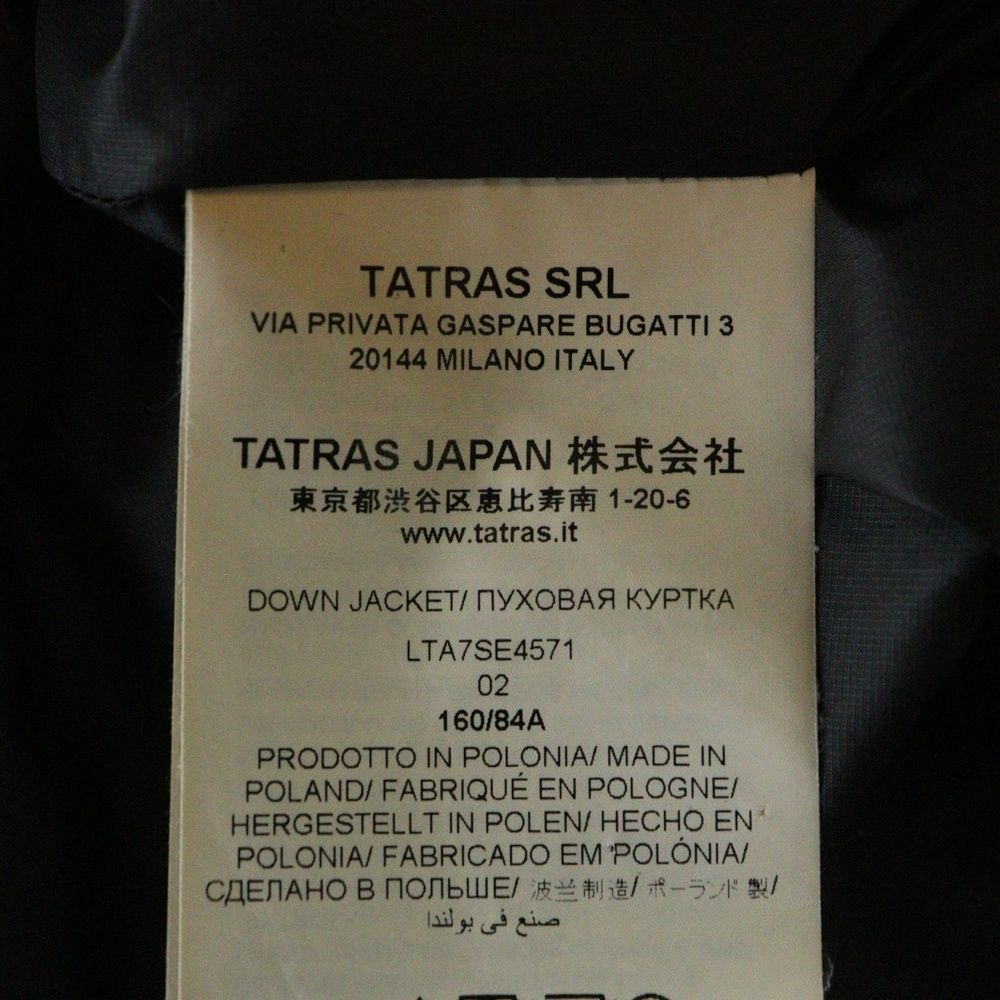 TATRAS SRL
VIA PRIVATA GASPARE BUGATTI 3
20144 MILANO ITALY
TATRAS JAPAN 株式会社
東京都渋谷区恵比寿南 1-20-6
www.tatras.it
DOWN JACKET/ ПУХОВАЯ КУРТКА
LTA7SE4571
02
160/84A
PRODOTTO IN POLONIA/ MADE IN
POLAND/ FABRIQUÉ EN POLOGNE/
HERGESTELLT IN POLEN/ HECHO EN
POLONIA/ FABRICADO EM POLÓNIA/
СДЕЛАНО В ПОЛЬШЕ/ 波兰制造/ ポーランド製/
صنع في بولندا